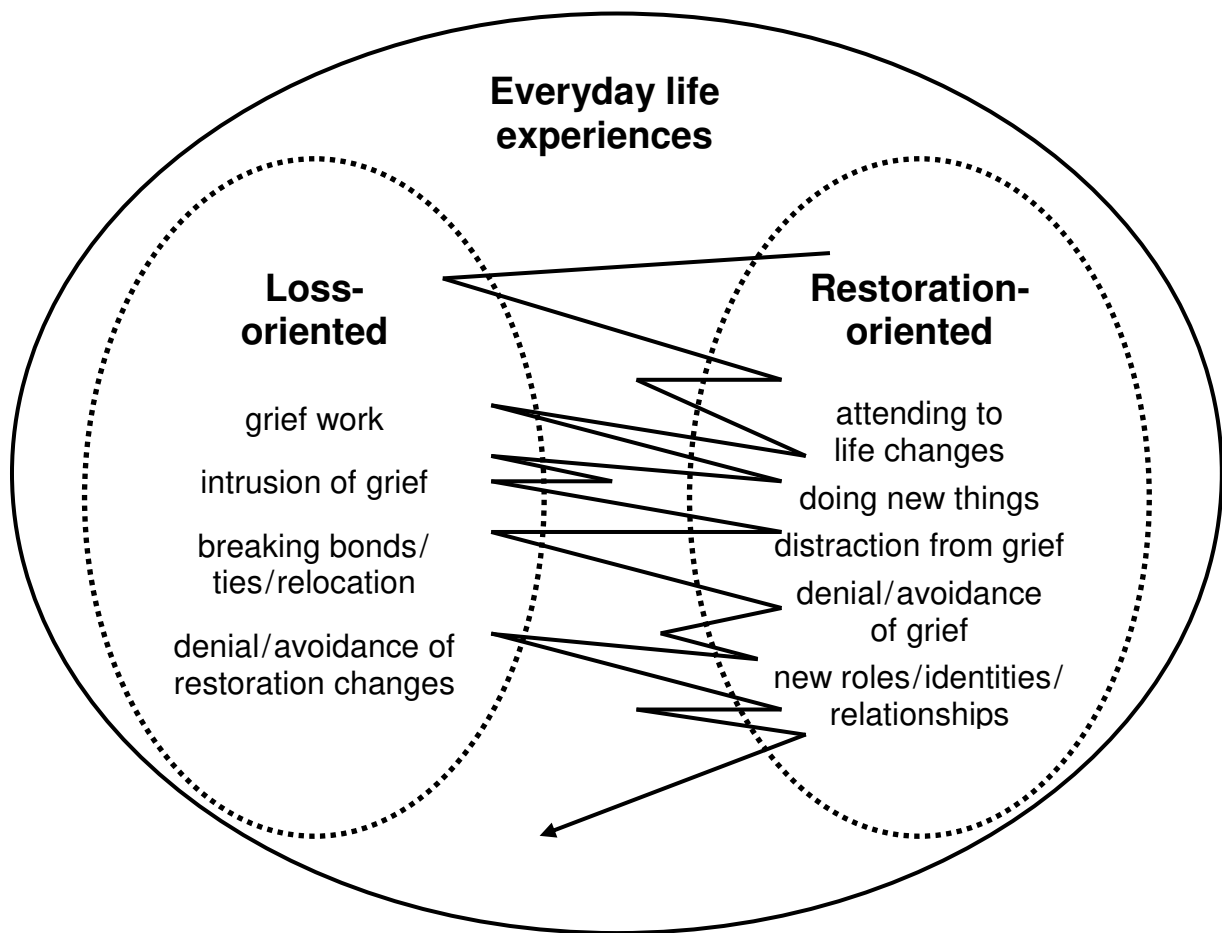 Everyday life
experiences
Loss-
oriented
grief work
intrusion of grief
breaking bonds/
ties/relocation
denial/avoidance of
restoration changes
Restoration-
oriented
attending to
life changes
doing new things
distraction from grief
denial/avoidance
of grief
new roles/identities/
relationships